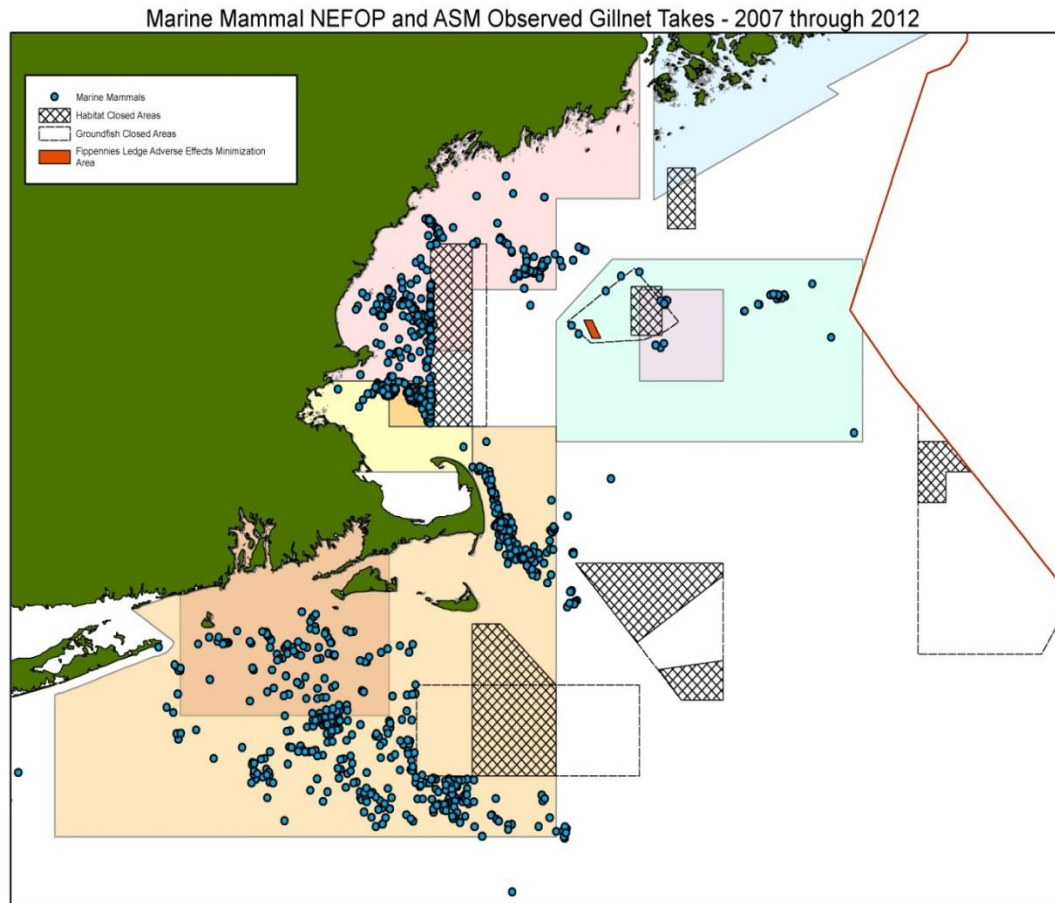 Marine Mammal NEFOP and ASM Observed Gillnet Takes - 2007 through 2012
Marine Mammals
Habitat Closed Areas
Groundfish Closed Areas
Fippennies Ledge Adverse Effects Minimization
Area